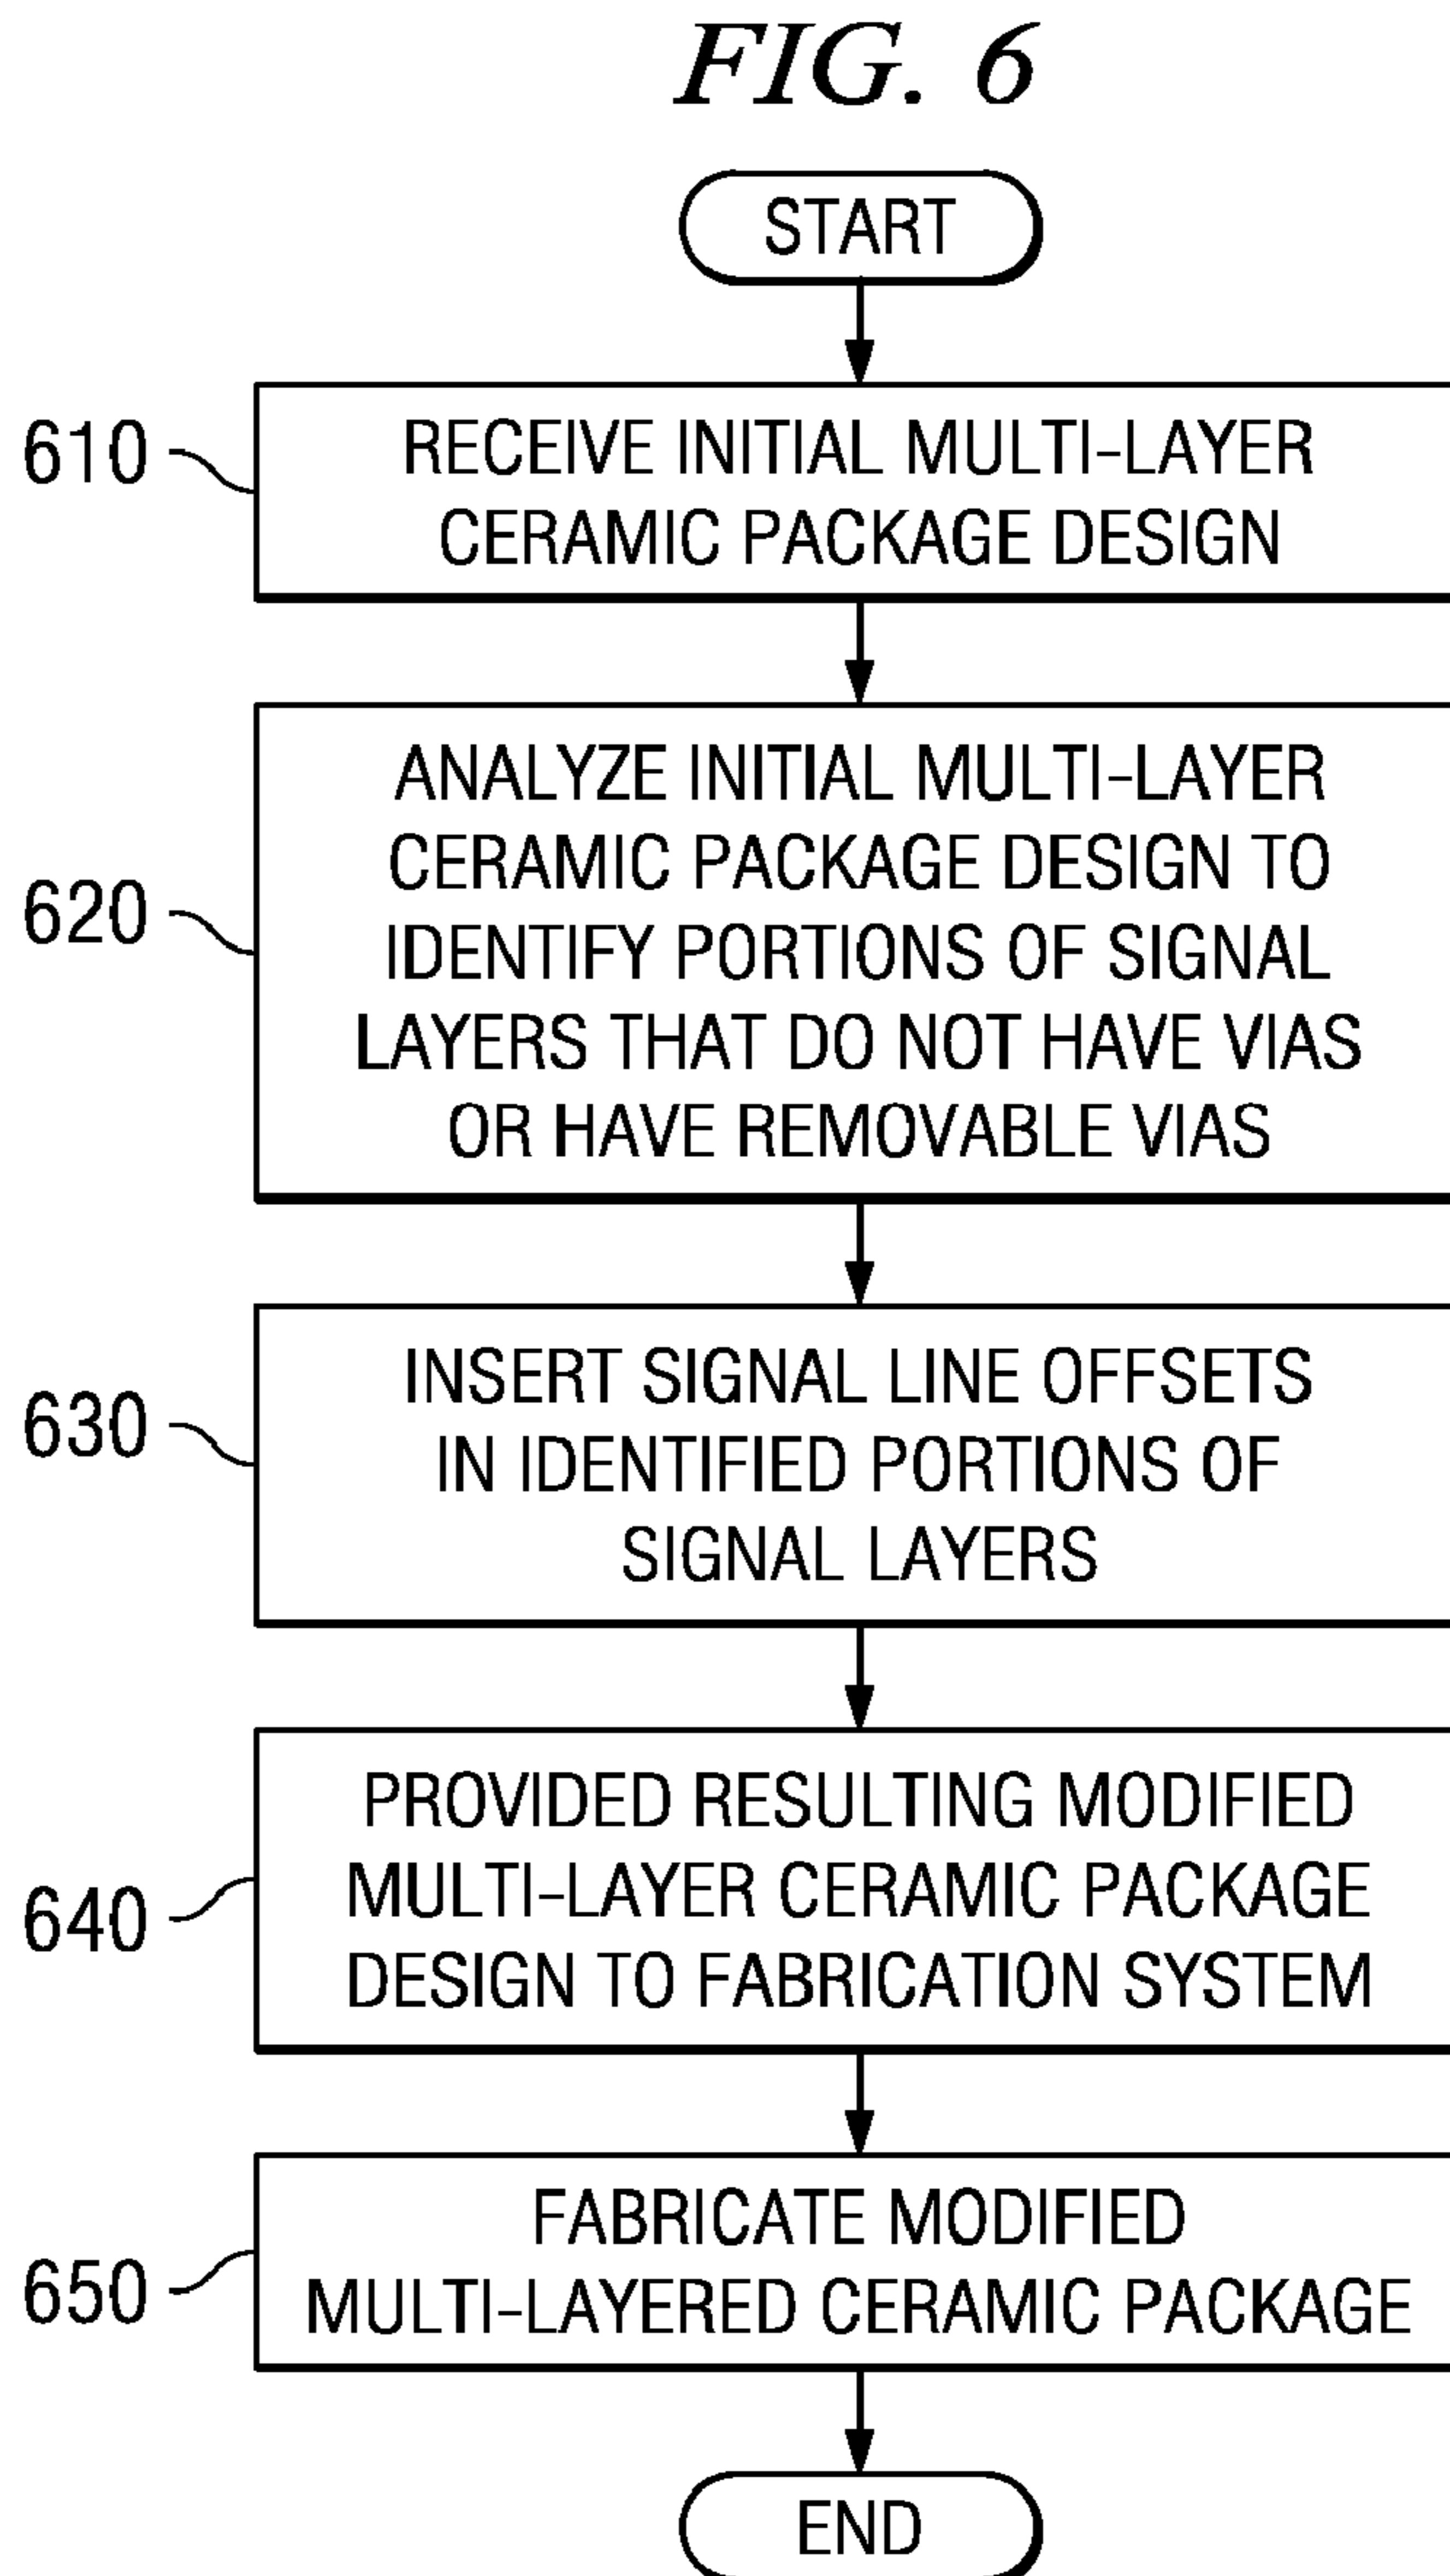 FIG. 6
START
610
RECEIVE INITIAL MULTI-LAYER
CERAMIC PACKAGE DESIGN
620
ANALYZE INITIAL MULTI-LAYER
CERAMIC PACKAGE DESIGN TO
IDENTIFY PORTIONS OF SIGNAL
LAYERS THAT DO NOT HAVE VIAS
OR HAVE REMOVABLE VIAS
630
INSERT SIGNAL LINE OFFSETS
IN IDENTIFIED PORTIONS OF
SIGNAL LAYERS
640
PROVIDED RESULTING MODIFIED
MULTI-LAYER CERAMIC PACKAGE
DESIGN TO FABRICATION SYSTEM
650
FABRICATE MODIFIED
MULTI-LAYERED CERAMIC PACKAGE
END